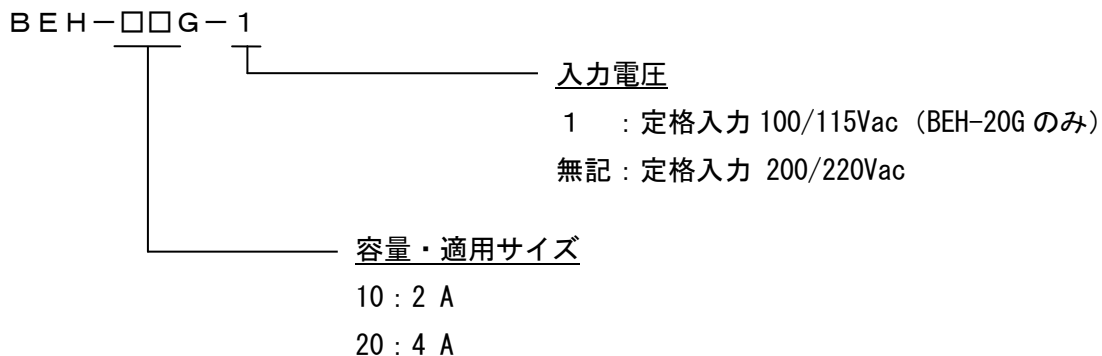 BEH-□□G-1
入力電圧
1 :定格入力 100/115Vac (BEH-20G のみ)
無記:定格入力 200/220Vac
容量・適用サイズ
10:2 A
20:4 A